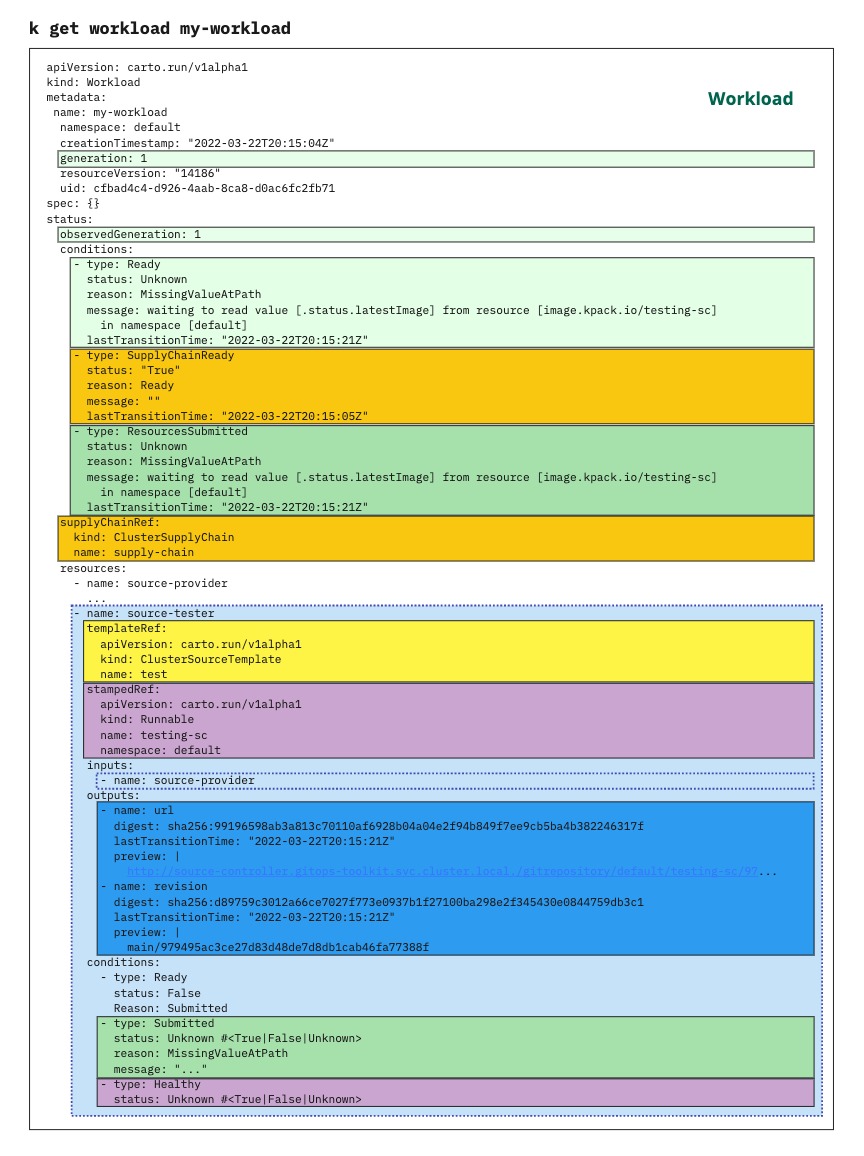 k get workload my-workload
apiVersion: carto.run/v1alpha1
kind: Workload
metadata:
Workload
name: my-workload
namespace: default
creationTimestamp: "2022-03-22T20:15:04Z"
generation: 1
resourceVersion: "14186"
uid: cfbad4c4-d926-4aab-8ca8-d0ac6fc2fb71
spec: {}
status:
observedGeneration: 1
conditions:
- type: Ready
status: Unknown
reason: MissingValueAtPath
message: waiting to read value [.status.latestImage] from resource [image.kpack.io/testing-sc]
in namespace [default]
lastTransitionTime: "2022-03-22T20:15:21Z"
- type: SupplyChainReady
status: "True"
reason: Ready
message: ""
lastTransitionTime: "2022-03-22T20:15:05Z"
- type: ResourcesSubmitted
status: Unknown
reason: MissingValueAtPath
message: waiting to read value [.status.latestImage] from resource [image.kpack.io/testing-sc]
in namespace [default]
lastTransitionTime: "2022-03-22T20:15:21Z"
supplyChainRef:
kind: ClusterSupplyChain
name: supply-chain
resources:
- name: source-provider
...
- name: source-tester
templateRef:
apiVersion: carto.run/v1alpha1
kind: ClusterSourceTemplate
name: test
stampedRef:
apiVersion: carto.run/v1alpha1
kind: Runnable
name: testing-sc
namespace: default
inputs:
- name: source-provider
outputs:
- name: url
digest: sha256:99196598ab3a813c70110af6928b04a04e2f94b849f7ee9cb5ba4b382246317f
lastTransitionTime: "2022-03-22T20:15:21Z"
preview: |
http://source-controller.gitops-toolkit.svc.cluster.local./gitrepository/default/testing-sc/97...
- name: revision
digest: sha256:d89759c3012a66ce7027f773e0937b1f27100ba298e2f345430e0844759db3c1
lastTransitionTime: "2022-03-22T20:15:21Z"
preview: |
main/979495ac3ce27d83d48de7d8db1cab46fa77388f
conditions:
- type: Ready
status: False
Reason: Submitted
- type: Submitted
status: Unknown #<True|False|Unknown>
reason: MissingValueAtPath
message: "..."
- type: Healthy
status: Unknown #<True|False|Unknown>